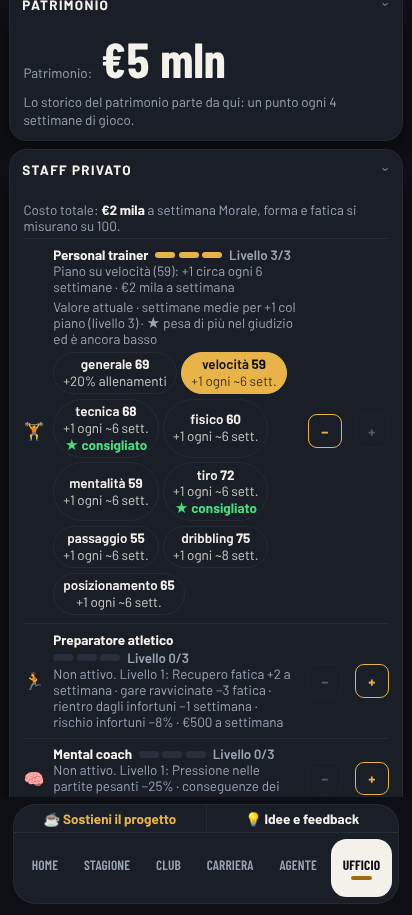 PATRIMONIO
Patrimonio: €5 mln
Lo storico del patrimonio parte da qui: un punto ogni 4
settimane di gioco.
STAFF PRIVATO
Costo totale: €2 mila a settimana Morale, forma e fatica si
misurano su 100.
Personal trainer Livello 3/3
Piano su velocità (59): +1 circa ogni 6
settimane · €2 mila a settimana
Valore attuale · settimane medie per +1 col
piano (livello 3) · ★ pesa di più nel giudizio
ed è ancora basso
generale 69
+20% allenamenti
velocità 59
+1 ogni ~6 sett.
tecnica 68
+1 ogni ~6 sett.
★ consigliato
fisico 60
+1 ogni ~6 sett.
mentalità 59
+1 ogni ~6 sett.
tiro 72
+1 ogni ~6 sett.
★ consigliato
passaggio 55
+1 ogni ~6 sett.
dribbling 75
+1 ogni ~8 sett.
posizionamento 65
+1 ogni ~6 sett.
− +
Preparatore atletico
Livello 0/3
Non attivo. Livello 1: Recupero fatica +2 a
settimana · gare ravvicinate −3 fatica ·
rientro dagli infortuni −1 settimana ·
rischio infortuni −8% · €500 a settimana
− +
Mental coach Livello 0/3
Non attivo. Livello 1: Pressione nelle
partite pesanti −25% · conseguenze dei
− +
☕ Sostieni il progetto
💡 Idee e feedback
HOME STAGIONE CLUB CARRIERA AGENTE UFFICIO